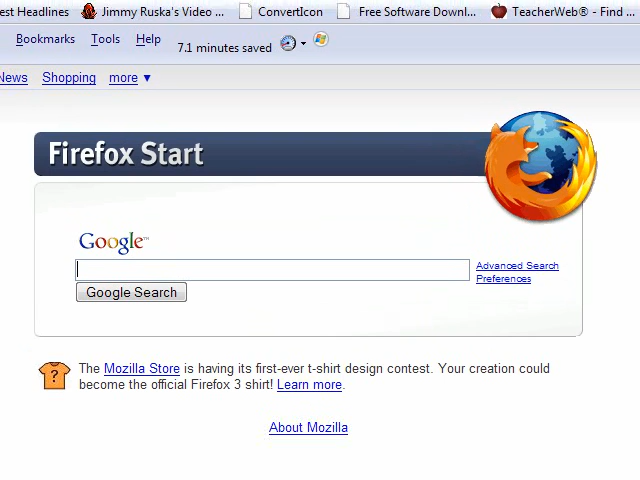 est Headlines Jimmy Ruska's Video ... ConvertIcon Free Software Downl... TeacherWeb® - Find ...
Bookmarks Tools Help 7.1 minutes saved
News Shopping more ▼
Firefox Start
Google™
Advanced Search
Preferences
Google Search
The Mozilla Store is having its first-ever t-shirt design contest. Your creation could
become the official Firefox 3 shirt! Learn more.
?
About Mozilla